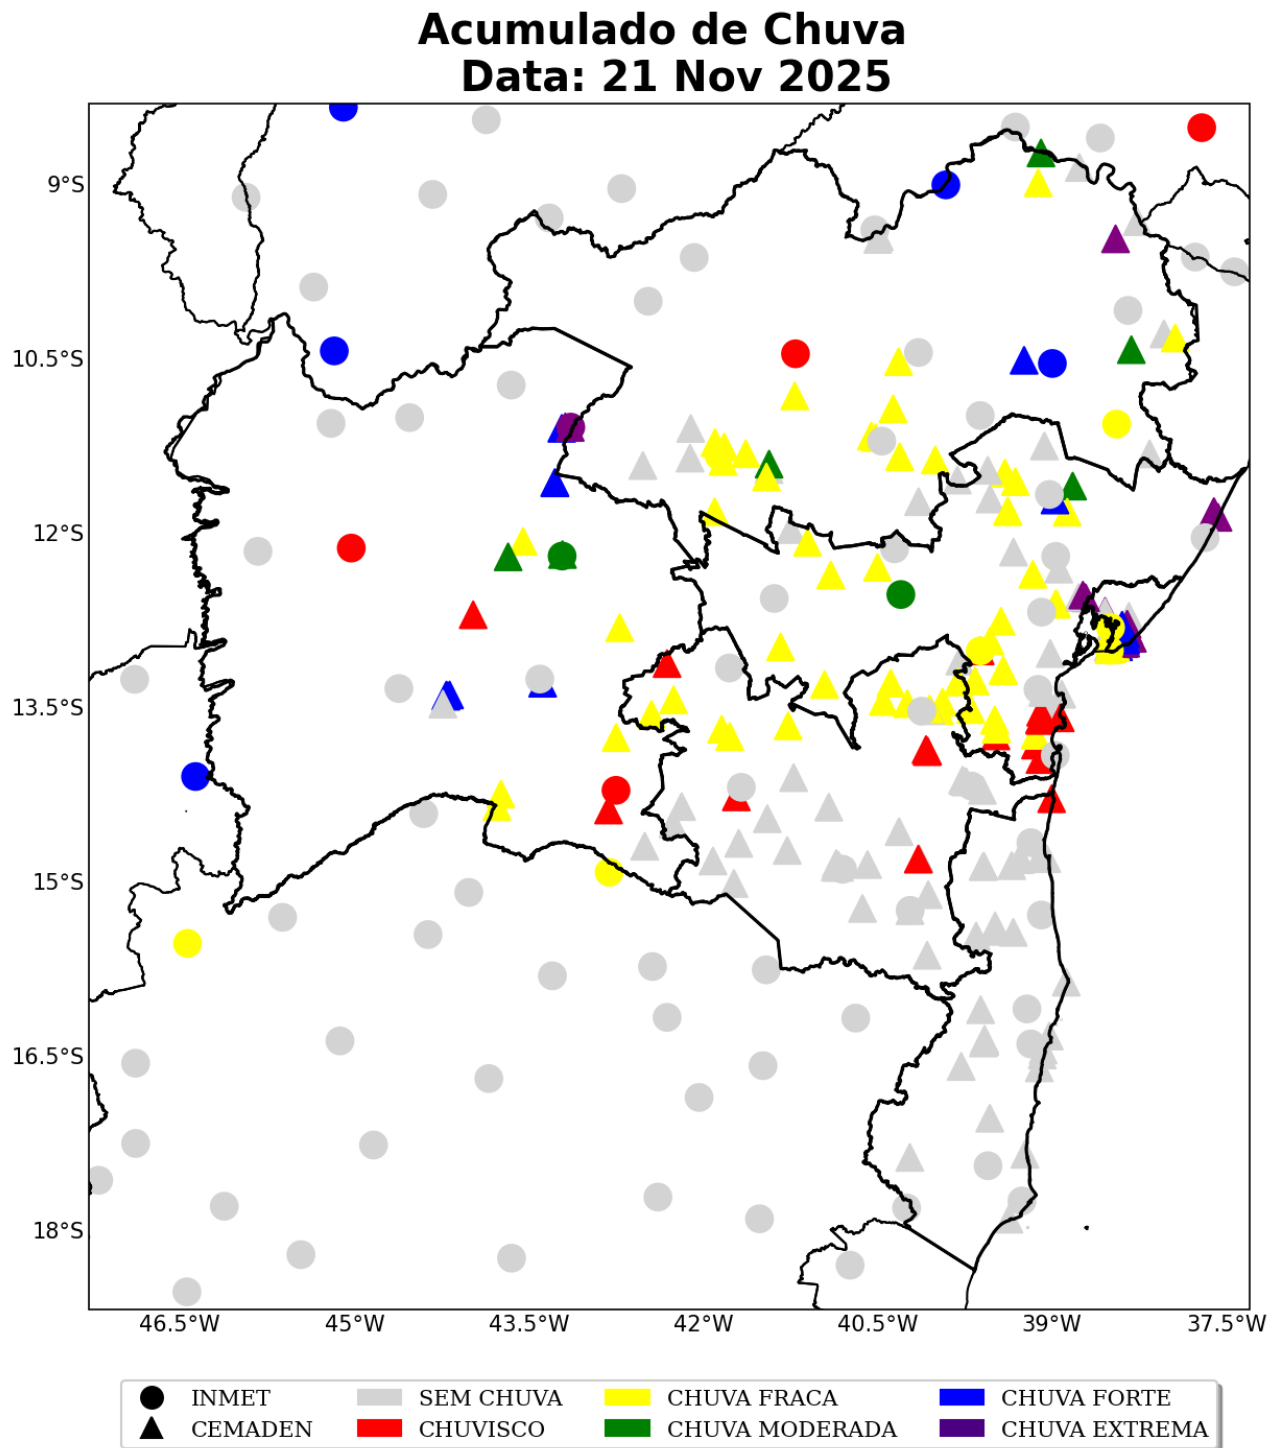 Acumulado de Chuva
Data: 21 Nov 2025
9°S
10.5°S
12°S
13.5°S
15°S
16.5°S
18°S
46.5°W 45°W 43.5°W 42°W 40.5°W 39°W 37.5°W
INMET SEM CHUVA CHUVA FRACA CHUVA FORTE
CEMADEN CHUVISCO CHUVA MODERADA CHUVA EXTREMA